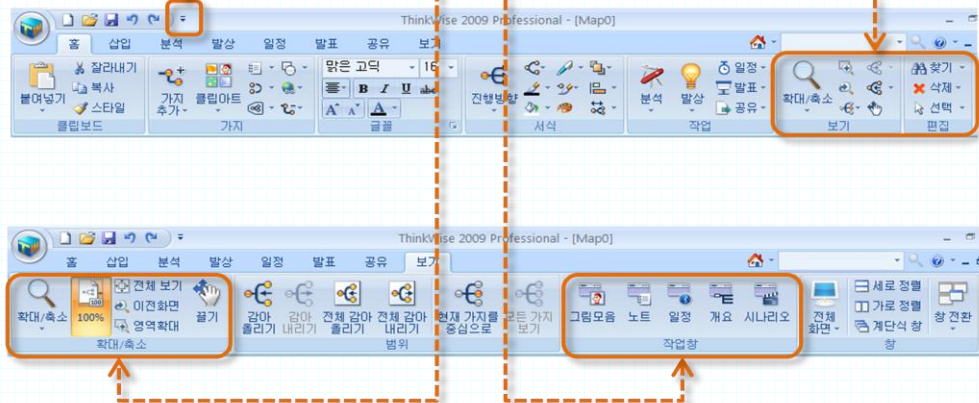 ThinkWise 2009 Professional - [Map0]
홈 삽입 분석 발상 일정 발표 공유 보기
붙여넣기 잘라내기 복사 스타일
가지 추가 클립아트
맑은 고딕 16
B I U abc
A A A
진행방향
분석 발상 일정 발표 공유
확대/축소
찾기 삭제 선택
클립보드 가지 글꼴 서식 작업 보기 편집
ThinkWise 2009 Professional - [Map0]
홈 삽입 분석 발상 일정 발표 공유 보기
확대/축소 100% 전체 보기 이전화면 영역확대 끌기
감아 올리기 감아 내리기 전체 감아 올리기 전체 감아 내리기 현재 가지를 중심으로 모든 가지 보기
그림모음 노트 일정 개요 시나리오
전체 화면 세로 정렬 가로 정렬 계단식 창 창 전환
확대/축소 범위 작업창 창